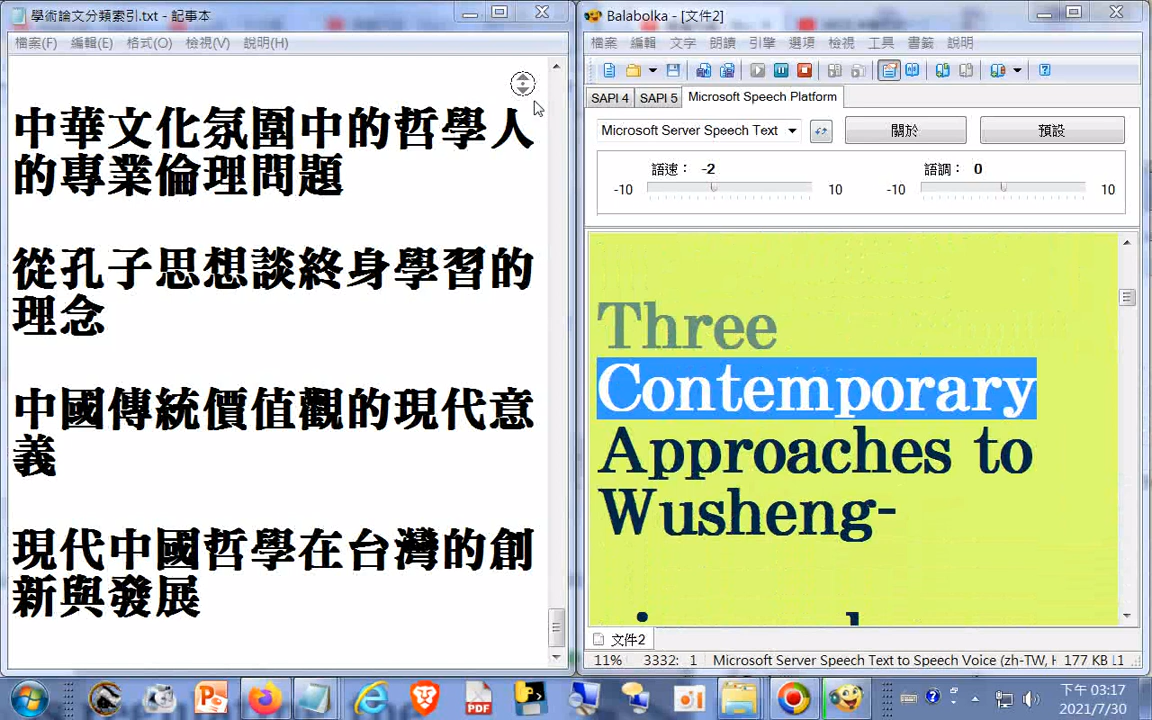 學術論文分類索引.txt - 記事本
檔案(F) 編輯(E) 格式(O) 檢視(V) 說明(H)
中華文化氛圍中的哲學人
的專業倫理問題
從孔子思想談終身學習的
理念
中國傳統價值觀的現代意
義
現代中國哲學在台灣的創
新與發展
Balabolka - [文件2]
檔案 編輯 文字 朗讀 引擎 選項 檢視 工具 書籤 說明
SAPI 4 SAPI 5 Microsoft Speech Platform
Microsoft Server Speech Text 關於 預設
語速： -2 語調： 0
-10 10 -10 10
Three
Contemporary
Approaches to
Wusheng-
文件2
11% 3332: 1 Microsoft Server Speech Text to Speech Voice (zh-TW, H 177 KB
PDF
下午 03:17
2021/7/30